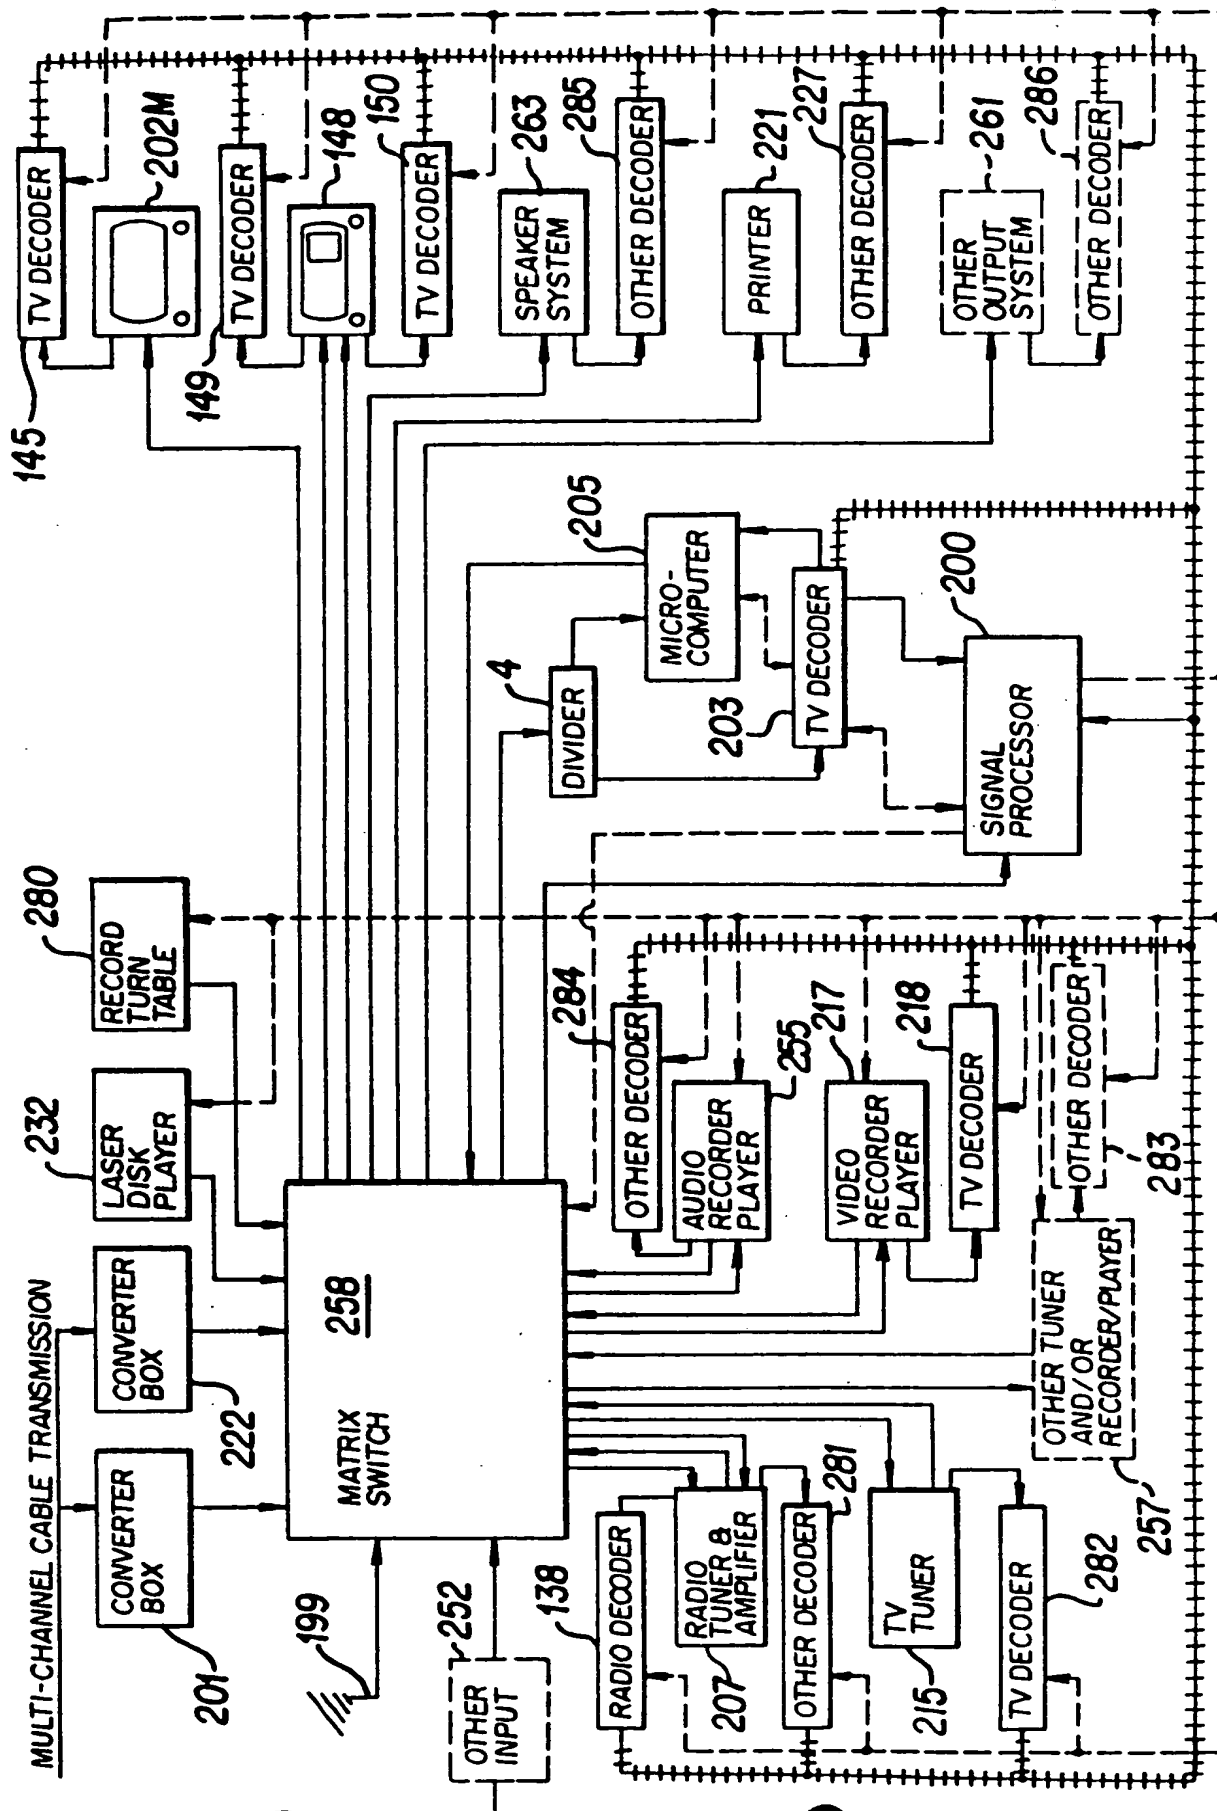 MULTI-CHANNEL CABLE TRANSMISSION
201
CONVERTER
BOX
222
CONVERTER
BOX
232
LASER
DISK
PLAYER
280
RECORD
TURN
TABLE
199
252
OTHER
INPUT
MATRIX
SWITCH
258
145
TV DECODER
202M
149
TV DECODER
148
150
TV DECODER
SPEAKER
SYSTEM
263
OTHER DECODER
285
PRINTER
221
OTHER DECODER
227
OTHER
OUTPUT
SYSTEM
261
OTHER DECODER
286
DIVIDER
4
MICRO-
COMPUTER
205
203
TV DECODER
SIGNAL
PROCESSOR
200
138
RADIO DECODER
207
RADIO
TUNER &
AMPLIFIER
OTHER DECODER
281
215
TV
TUNER
TV DECODER
282
284
OTHER DECODER
AUDIO
RECORDER
PLAYER
255
VIDEO
RECORDER
PLAYER
217
TV DECODER
218
OTHER TUNER
AND/OR
RECORDER/PLAYER
257
OTHER DECODER
283